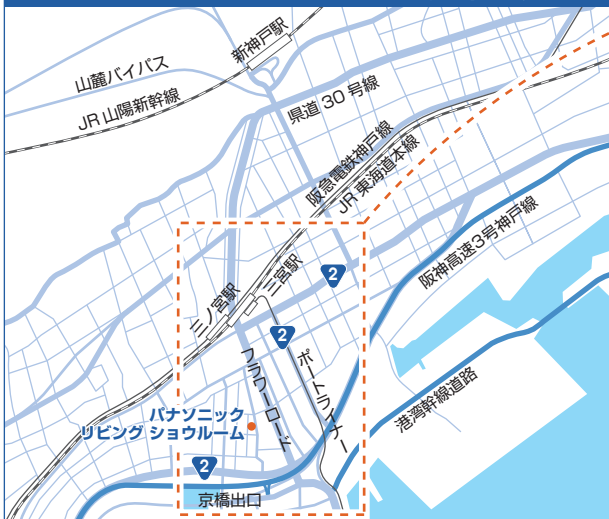 新神戸駅
山麓バイパス
JR 山陽新幹線
県道 30 号線
阪急電鉄神戸線
JR 東海道本線
阪神高速3号神戸線
三ノ宮駅
三宮駅
2
2
フラワーロード
ポートライナー
港湾幹線道路
パナソニック
リビング ショウルーム
2
京橋出口